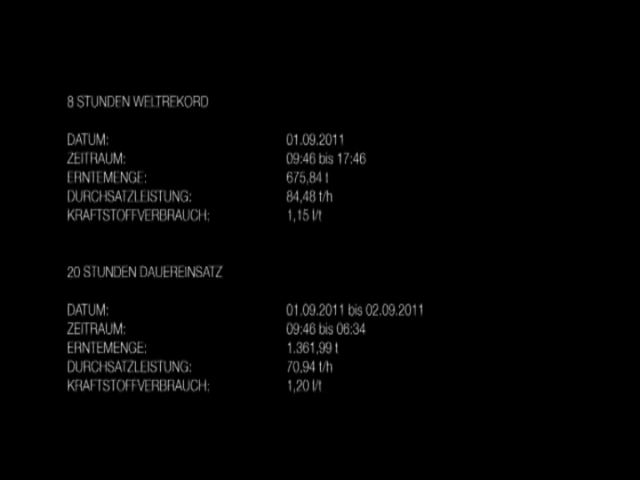 8 STUNDEN WELTREKORD
DATUM: 01.09.2011
ZEITRAUM: 09:46 bis 17:46
ERNTEMENGE: 675,84 t
DURCHSATZLEISTUNG: 84,48 t/h
KRAFTSTOFFVERBRAUCH: 1,15 l/t
20 STUNDEN DAUEREINSATZ
DATUM: 01.09.2011 bis 02.09.2011
ZEITRAUM: 09:46 bis 06:34
ERNTEMENGE: 1.361,99 t
DURCHSATZLEISTUNG: 70,94 t/h
KRAFTSTOFFVERBRAUCH: 1,20 l/t